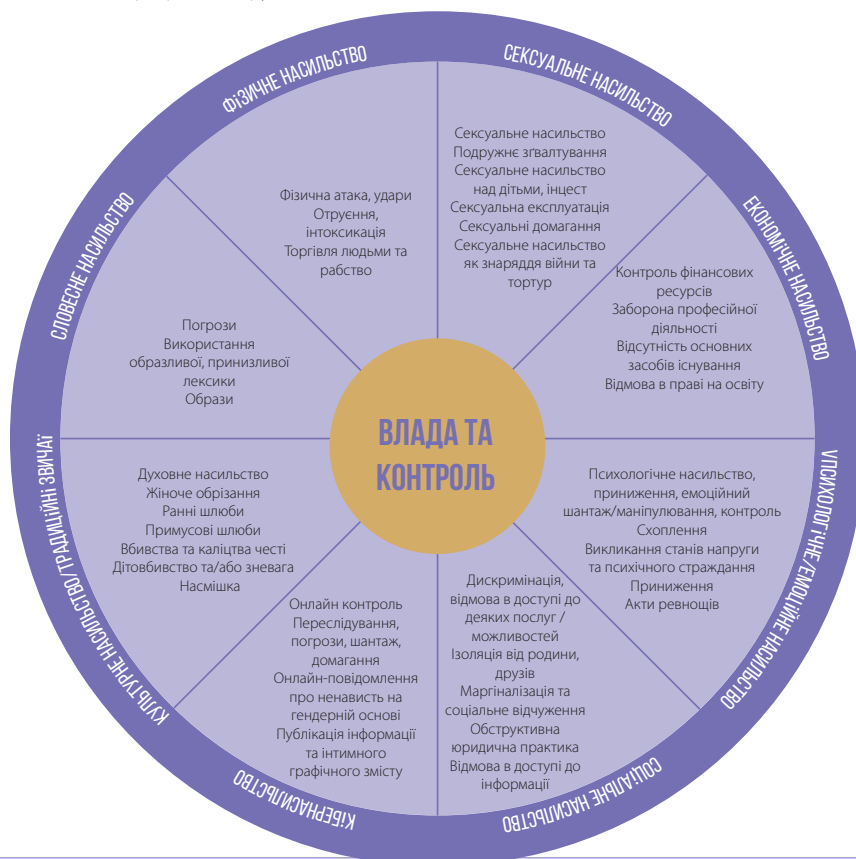 СЕКСУАЛЬНЕ НАСИЛЬСТВО
Сексуальне насильство
Подружнє зґвалтування
Сексуальне насильство
над дітьми, інцест
Сексуальна експлуатація
Сексуальні домагання
Сексуальне насильство
як знаряддя війни та
тортур
ЕКОНОМІЧНЕ НАСИЛЬСТВО
Контроль фінансових
ресурсів
Заборона професійної
діяльності
Відсутність основних
засобів існування
Відмова в праві на освіту
VПСИХОЛОГІЧНЕ/ЕМОЦІЙНЕ НАСИЛЬСТВО
Психологічне насильство,
приниження, емоційний
шантаж/маніпулювання, контроль
Схоплення
Викликання станів напруги
та психічного страждання
Приниження
Акти ревнощів
СОЦІАЛЬНЕ НАСИЛЬСТВО
Дискримінація,
відмова в доступі до
деяких послуг /
можливостей
Ізоляція від родини,
друзів
Маргіналізація та
соціальне відчуження
Обструктивна
юридична практика
Відмова в доступі до
інформації
КІБЕРНАСИЛЬСТВО
Онлайн контроль
Переслідування,
погрози, шантаж,
домагання
Онлайн-повідомлення
про ненависть на
гендерній основі
Публікація інформації
та інтимного
графічного змісту
КУЛЬТУРНЕ НАСИЛЬСТВО/ТРАДИЦІЙНІ ЗВИЧАЇ
Духовне насильство
Жіноче обрізання
Ранні шлюби
Примусові шлюби
Вбивства та каліцтва честі
Дітовбивство та/або зневага
Насмішка
СЛОВЕСНЕ НАСИЛЬСТВО
Погрози
Використання
образливої, принизливої
лексики
Образи
ФІЗИЧНЕ НАСИЛЬСТВО
Фізична атака, удари
Отруєння,
інтоксикація
Торгівля людьми та
рабство
ВЛАДА ТА
КОНТРОЛЬ